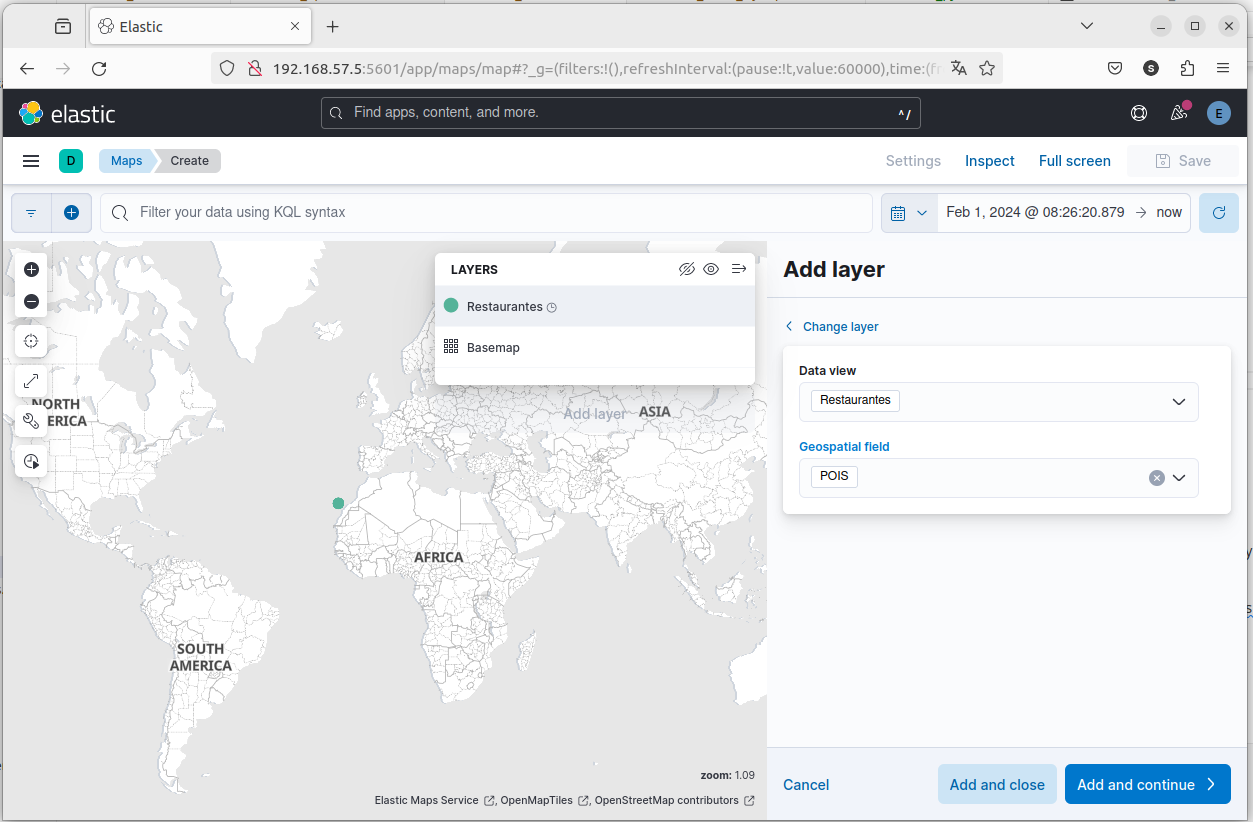 Elastic
192.168.57.5:5601/app/maps/map#?_g=(filters:!(),refreshInterval:(pause:!t,value:60000),time:(fr
S
elastic
Find apps, content, and more.
^/
E
D
Maps
Create
Settings
Inspect
Full screen
Save
Filter your data using KQL syntax
Feb 1, 2024 @ 08:26:20.879 → now
LAYERS
Restaurantes
Basemap
Add layer
NORTH
ERICA
ASIA
AFRICA
SOUTH
AMERICA
zoom: 1.09
Elastic Maps Service , OpenMapTiles , OpenStreetMap contributors
Add layer
Change layer
Data view
Restaurantes
Geospatial field
POIS
Cancel
Add and close
Add and continue